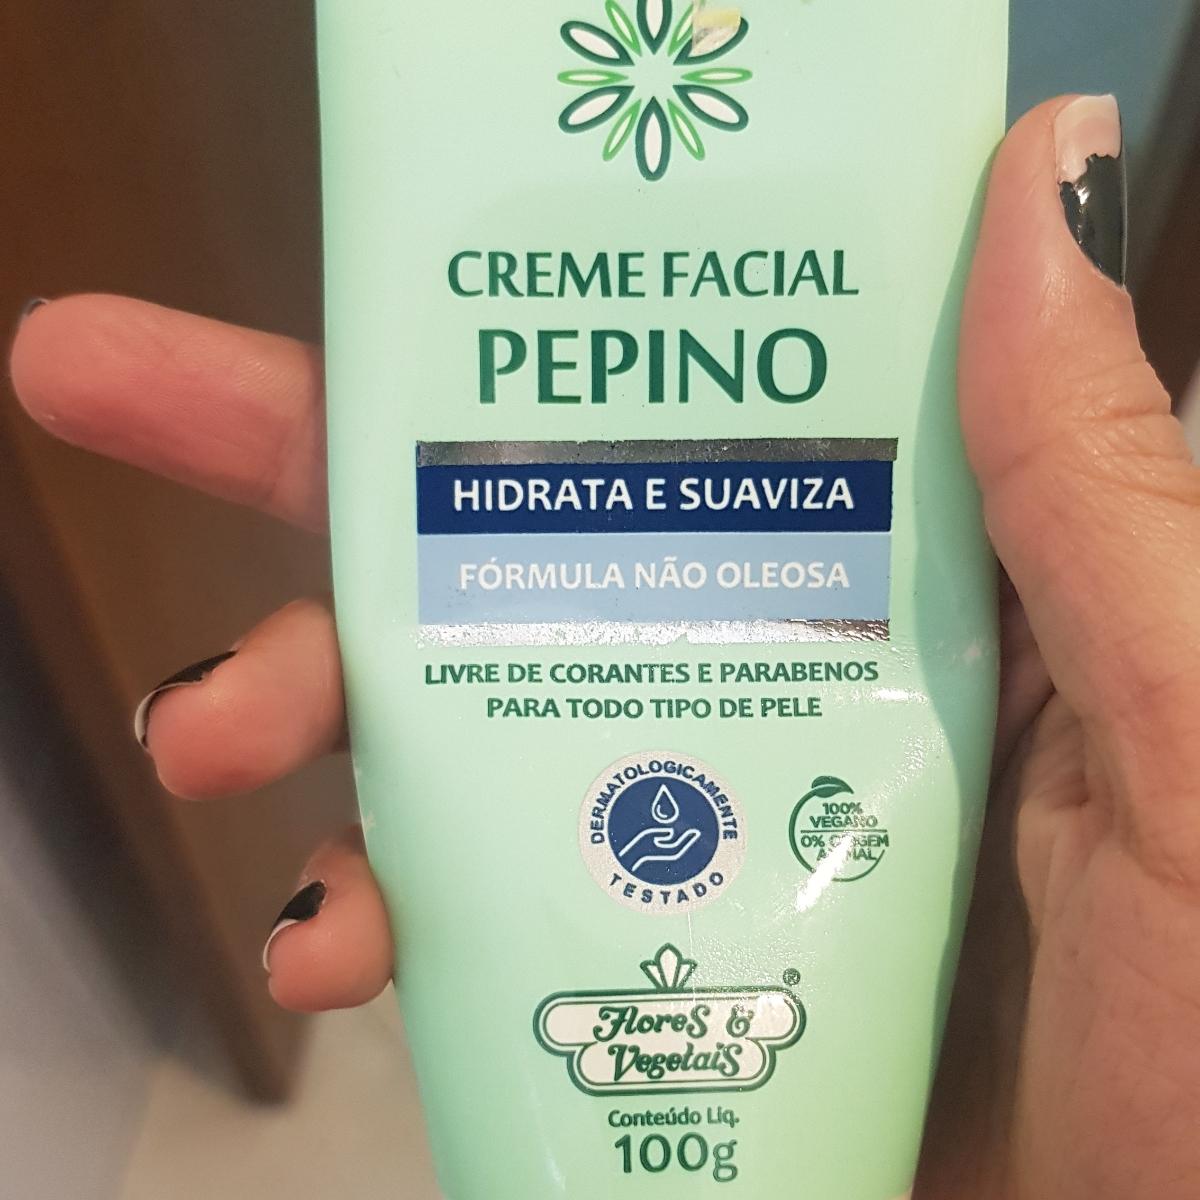 CREME FACIAL
PEPINO
HIDRATA E SUAVIZA
FÓRMULA NÃO OLEOSA
LIVRE DE CORANTES E PARABENOS
PARA TODO TIPO DE PELE
DERMATOLOGICAMENTE
TESTADO
100%
VEGANO
0% ORIGEM
ANIMAL
®
Flores &
Vegetais
Conteúdo Líq.
100g